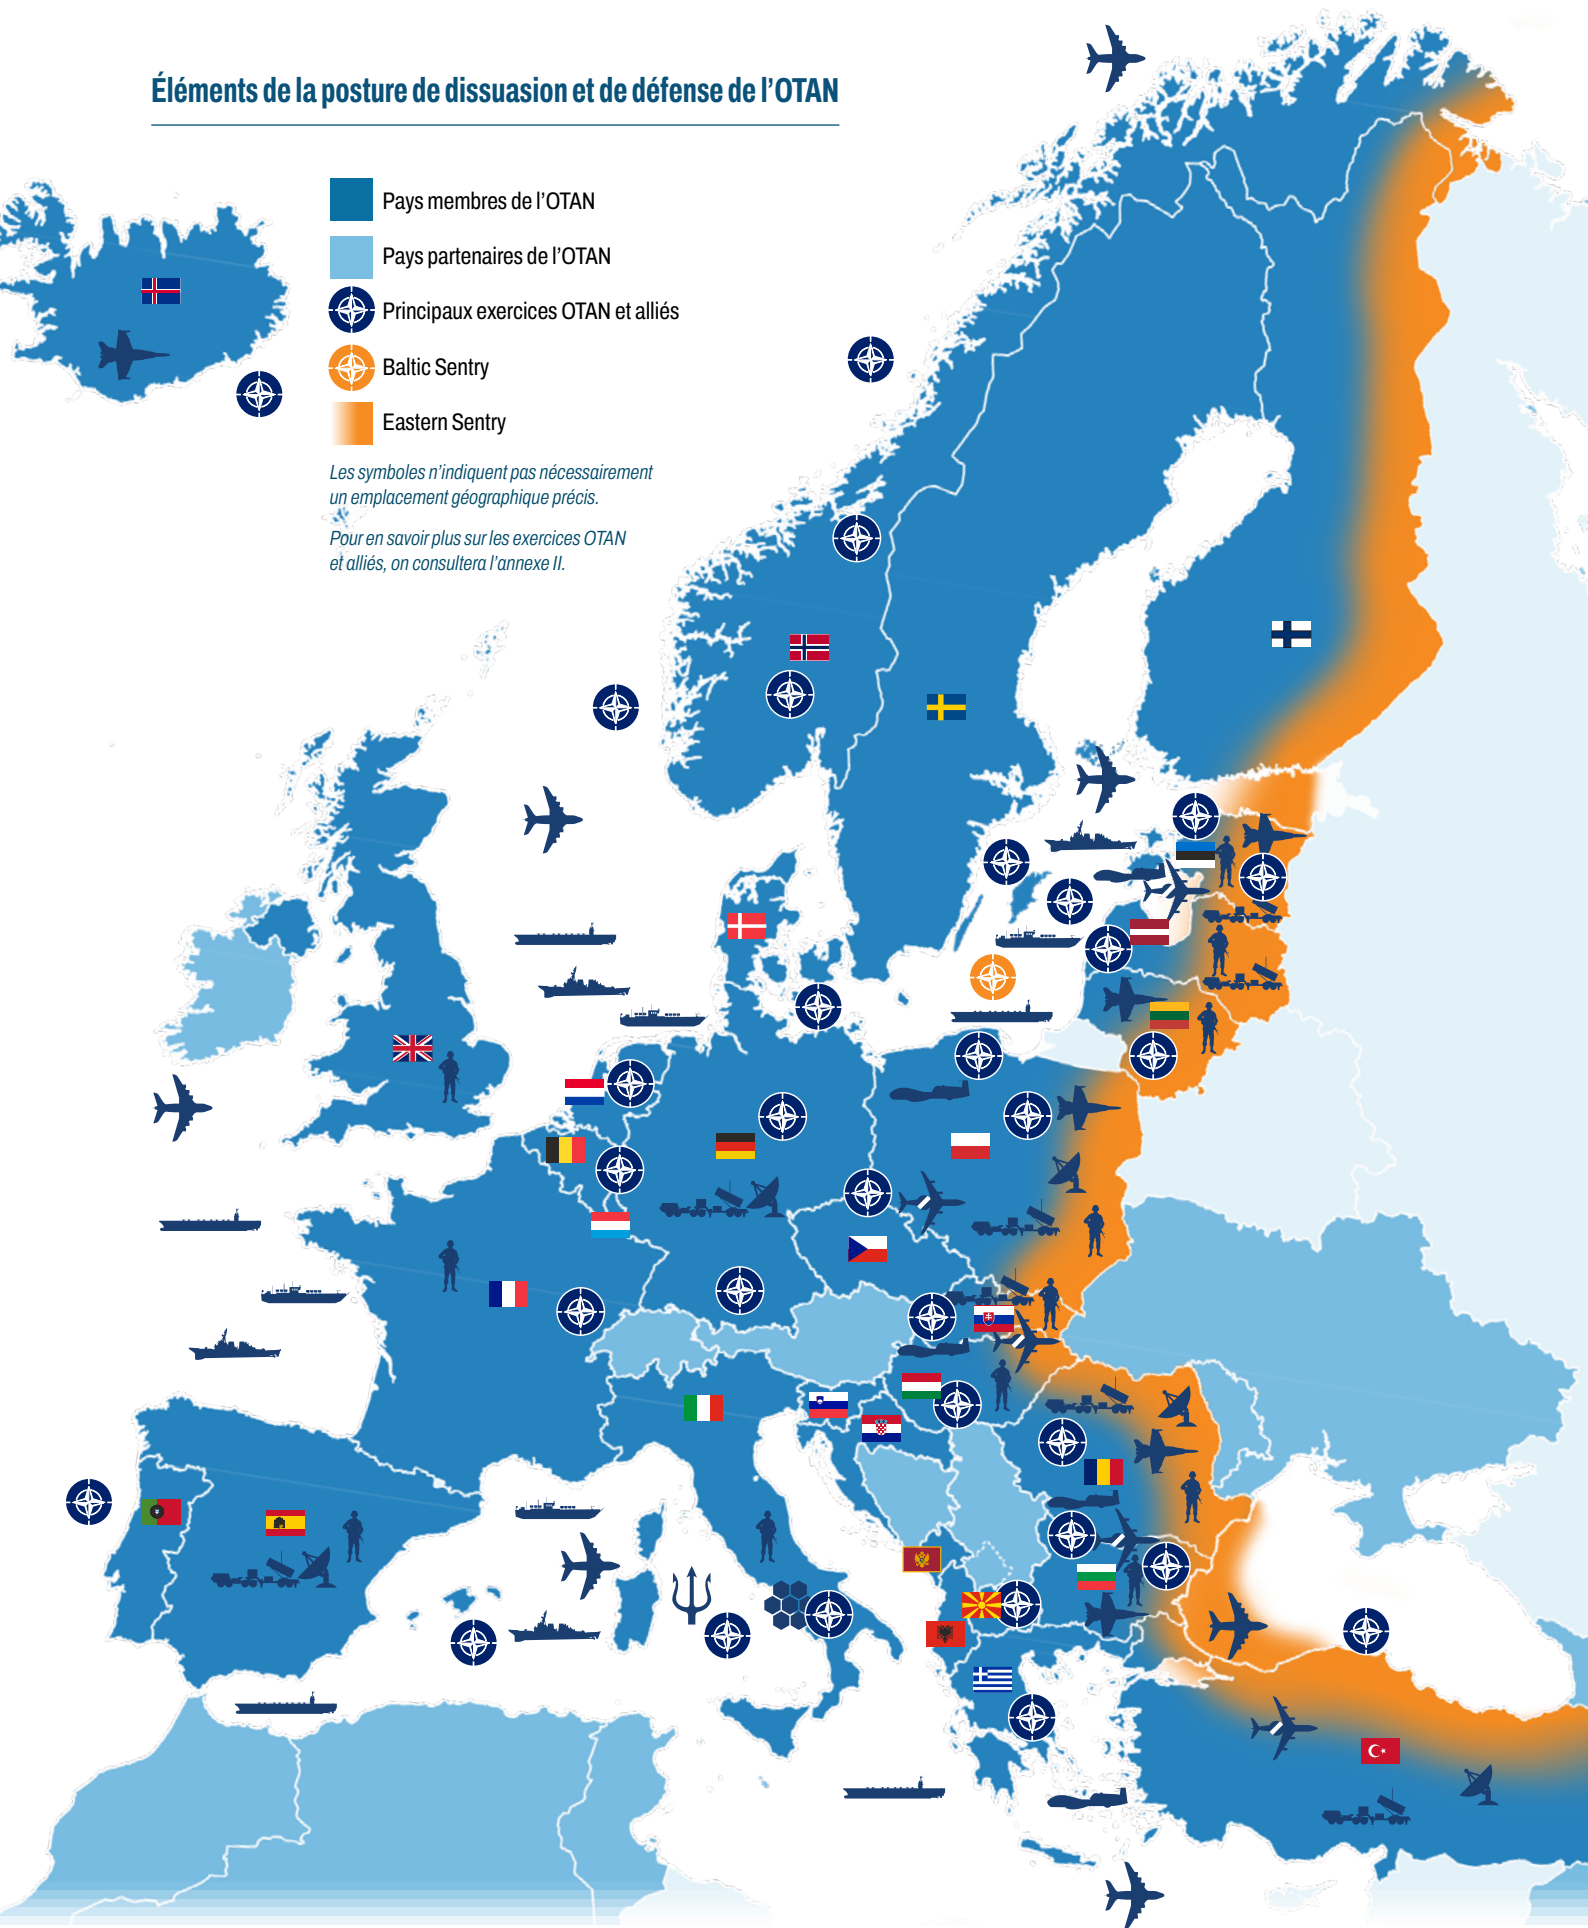 Éléments de la posture de dissuasion et de défense de l’OTAN
Pays membres de l’OTAN
Pays partenaires de l’OTAN
Principaux exercices OTAN et alliés
Baltic Sentry
Eastern Sentry
Les symboles n’indiquent pas nécessairement
un emplacement géographique précis.
Pour en savoir plus sur les exercices OTAN
et alliés, on consultera l’annexe II.